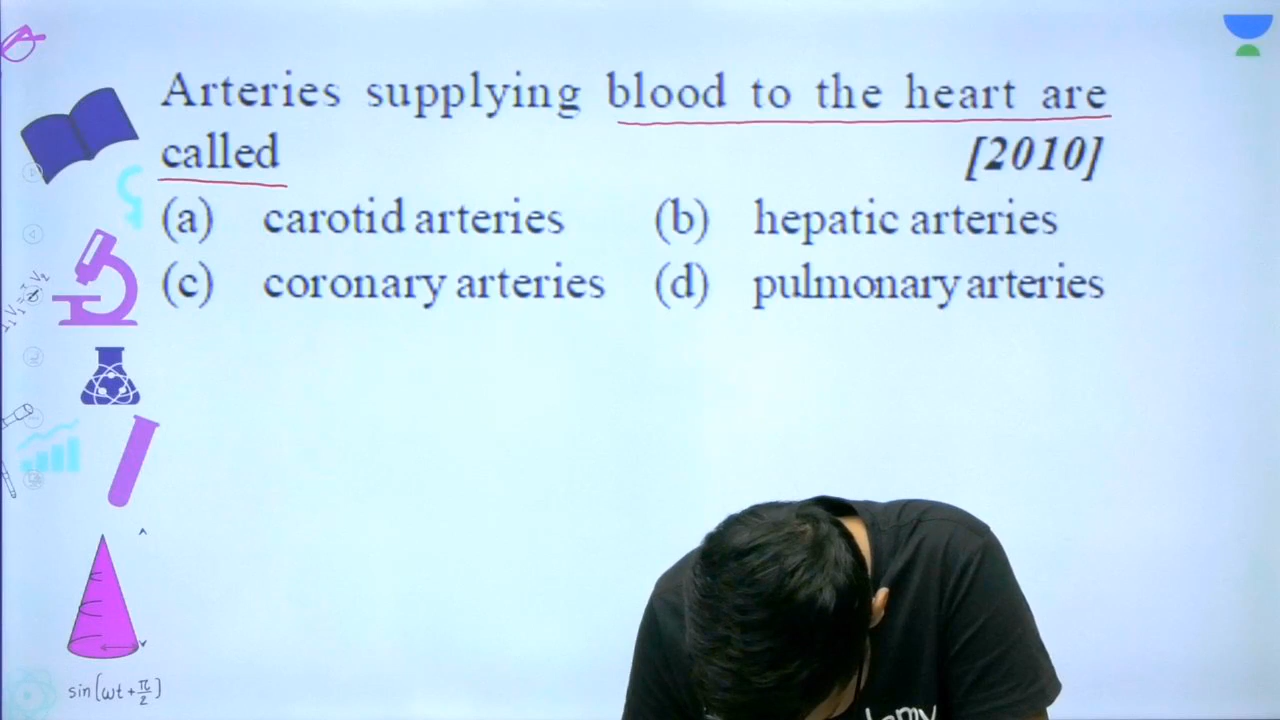 Arteries supplying blood to the heart are
called [2010]
(a) carotid arteries (b) hepatic arteries
(c) coronary arteries (d) pulmonary arteries
sin(ωt + π/2)